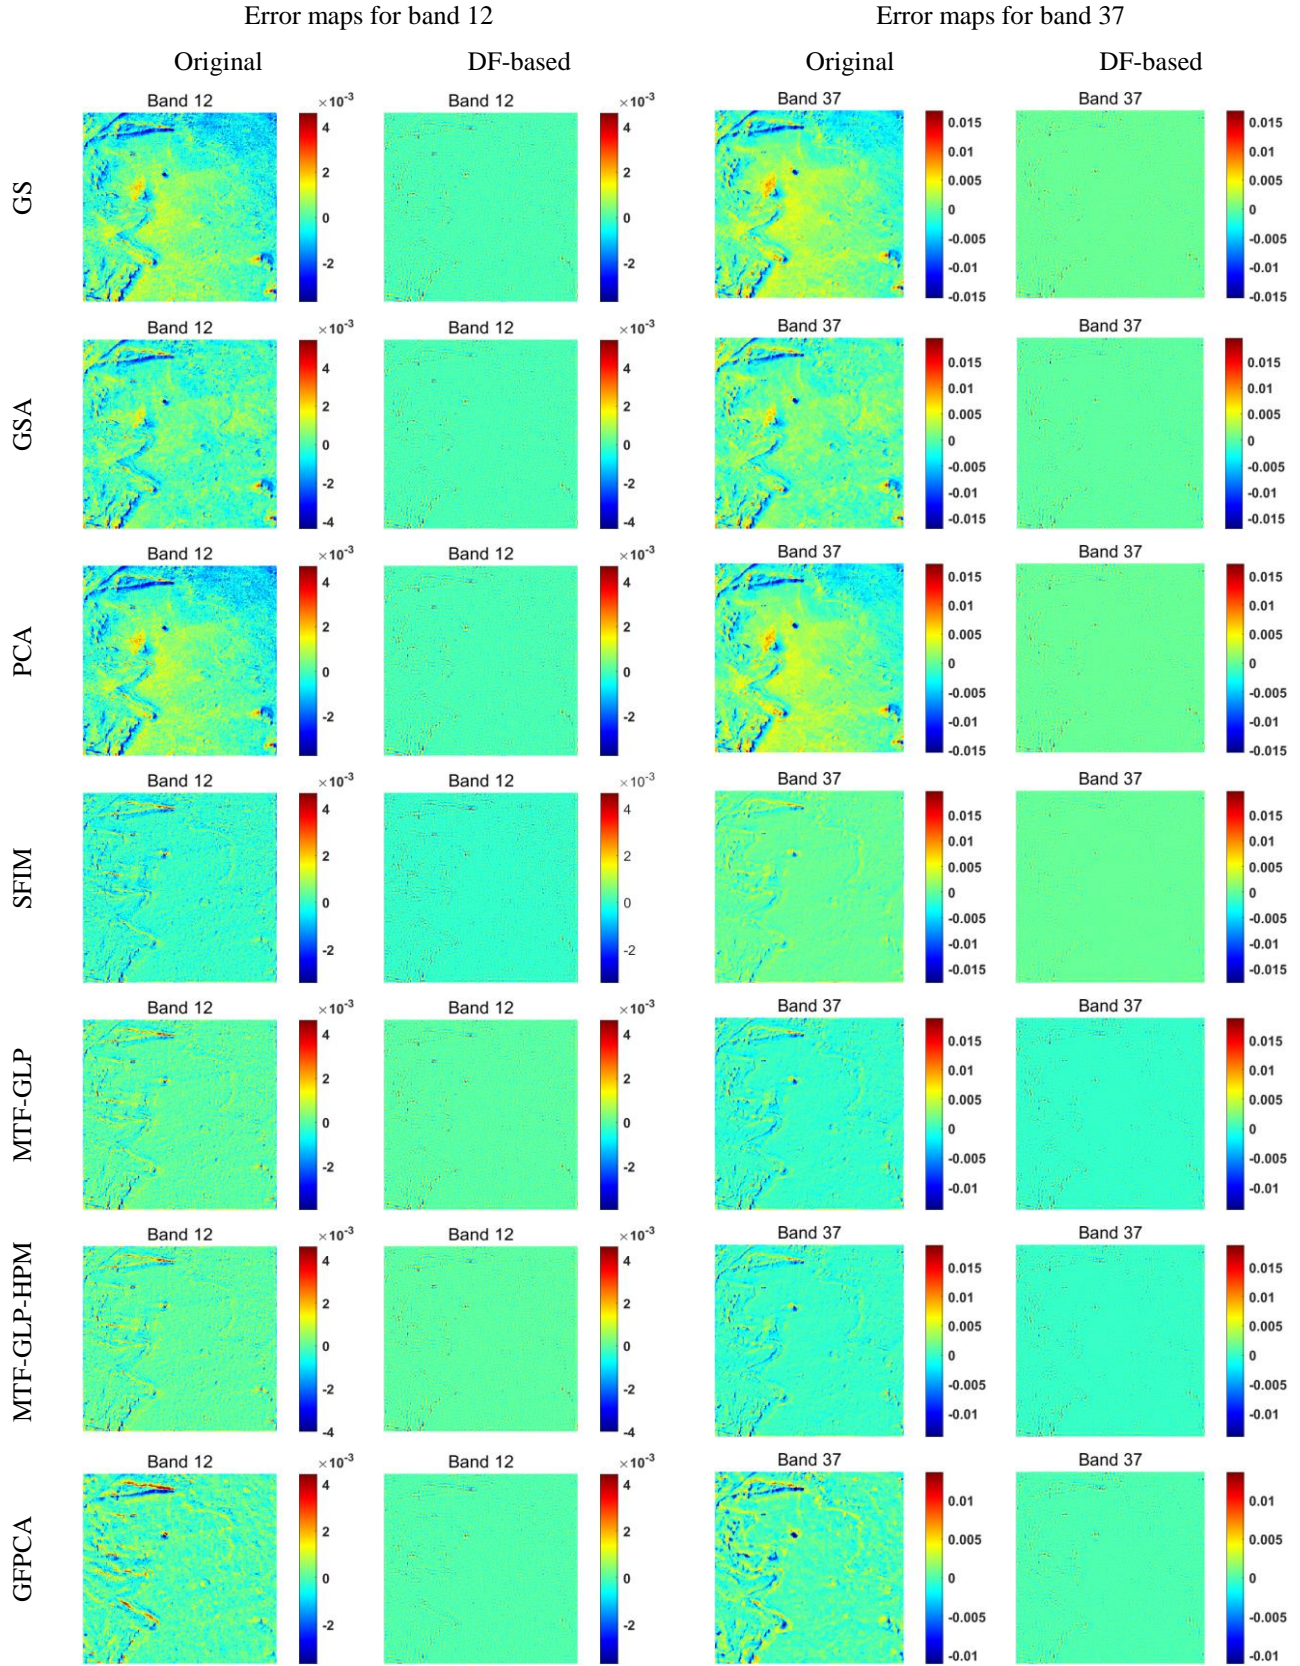 Error maps for band 12 Error maps for band 37
Original DF-based Original DF-based
GS
Band 12 ×10⁻³ 4 2 0 -2
Band 12 ×10⁻³ 4 2 0 -2
Band 37 0.015 0.01 0.005 0 -0.005 -0.01 -0.015
Band 37 0.015 0.01 0.005 0 -0.005 -0.01 -0.015
GSA
Band 12 ×10⁻³ 4 2 0 -2 -4
Band 12 ×10⁻³ 4 2 0 -2 -4
Band 37 0.015 0.01 0.005 0 -0.005 -0.01 -0.015
Band 37 0.015 0.01 0.005 0 -0.005 -0.01 -0.015
PCA
Band 12 ×10⁻³ 4 2 0 -2
Band 12 ×10⁻³ 4 2 0 -2
Band 37 0.015 0.01 0.005 0 -0.005 -0.01 -0.015
Band 37 0.015 0.01 0.005 0 -0.005 -0.01 -0.015
SFIM
Band 12 ×10⁻³ 4 2 0 -2
Band 12 ×10⁻³ 4 2 0 -2
Band 37 0.015 0.01 0.005 0 -0.005 -0.01 -0.015
Band 37 0.015 0.01 0.005 0 -0.005 -0.01 -0.015
MTF-GLP
Band 12 ×10⁻³ 4 2 0 -2
Band 12 ×10⁻³ 4 2 0 -2
Band 37 0.015 0.01 0.005 0 -0.005 -0.01
Band 37 0.015 0.01 0.005 0 -0.005 -0.01
MTF-GLP-HPM
Band 12 ×10⁻³ 4 2 0 -2 -4
Band 12 ×10⁻³ 4 2 0 -2 -4
Band 37 0.015 0.01 0.005 0 -0.005 -0.01
Band 37 0.015 0.01 0.005 0 -0.005 -0.01
GFPCA
Band 12 ×10⁻³ 4 2 0 -2
Band 12 ×10⁻³ 4 2 0 -2
Band 37 0.01 0.005 0 -0.005 -0.01
Band 37 0.01 0.005 0 -0.005 -0.01